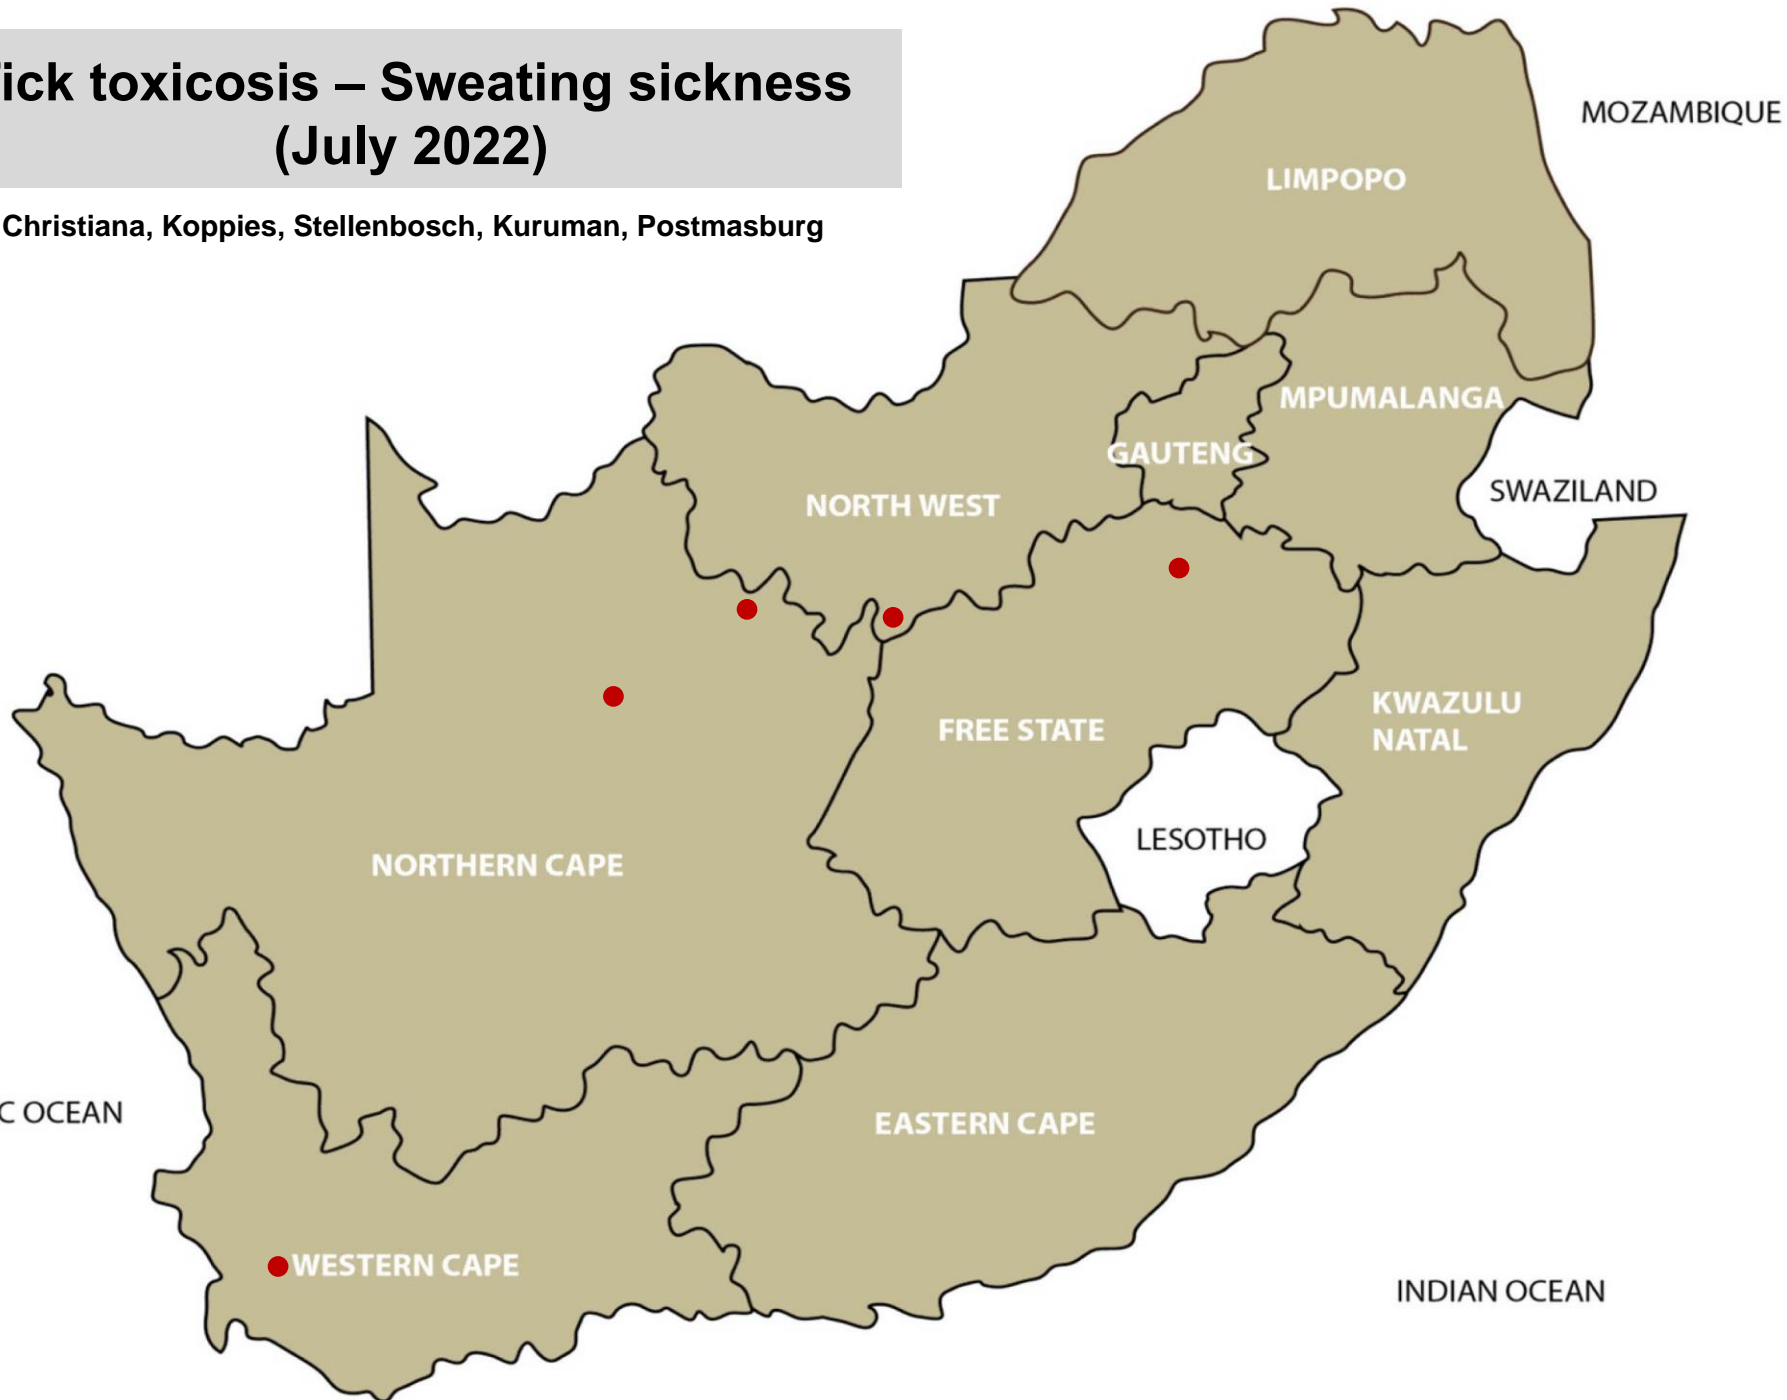 ick toxicosis – Sweating sickness
(July 2022)
Christiana, Koppies, Stellenbosch, Kuruman, Postmasburg
MOZAMBIQUE
LIMPOPO
MPUMALANGA
GAUTENG
SWAZILAND
NORTH WEST
KWAZULU
NATAL
FREE STATE
LESOTHO
NORTHERN CAPE
C OCEAN
EASTERN CAPE
WESTERN CAPE
INDIAN OCEAN